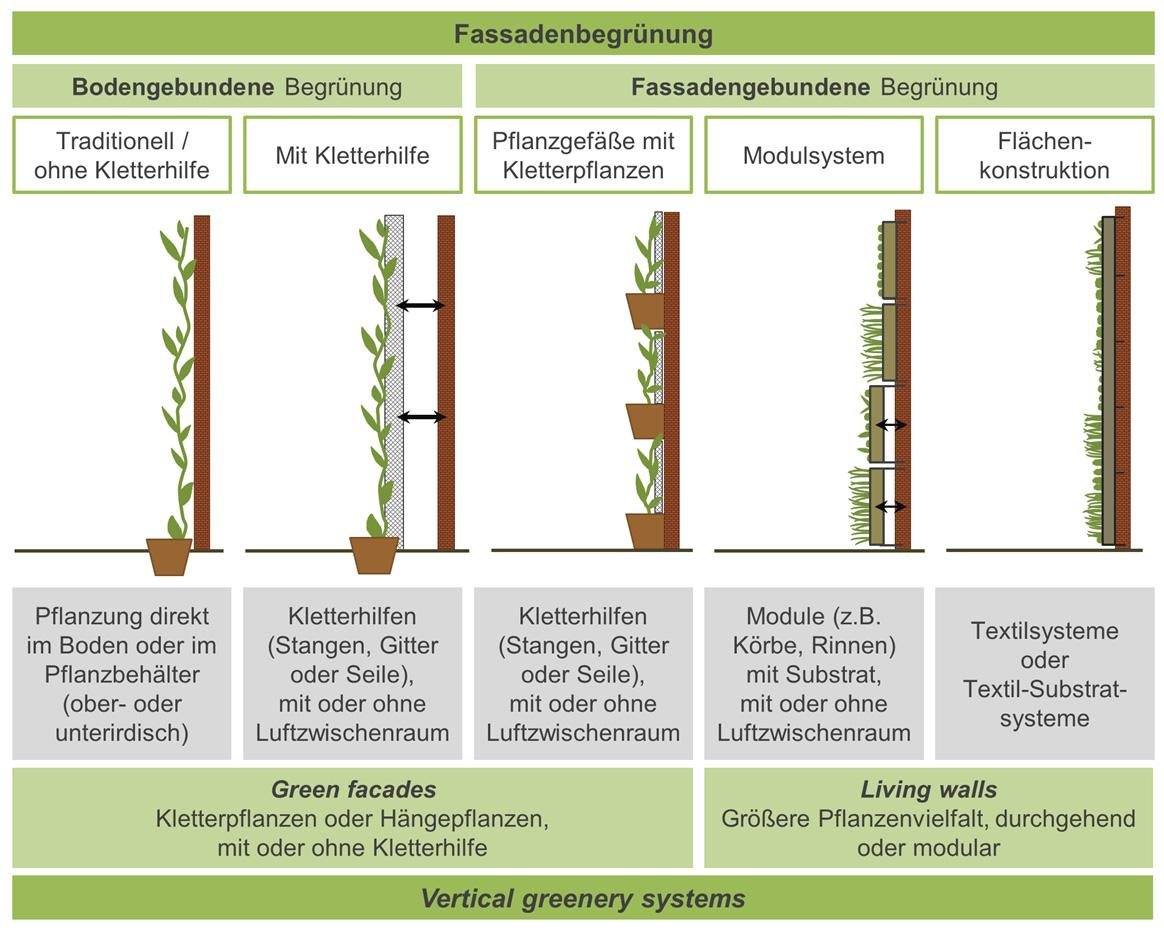 Fassadenbegrünung
Bodengebundene Begrünung
Fassadengebundene Begrünung
Traditionell /
ohne Kletterhilfe
Mit Kletterhilfe
Pflanzgefäße mit
Kletterpflanzen
Modulsystem
Flächen-
konstruktion
Pflanzung direkt
im Boden oder im
Pflanzbehälter
(ober- oder
unterirdisch)
Kletterhilfen
(Stangen, Gitter
oder Seile),
mit oder ohne
Luftzwischenraum
Kletterhilfen
(Stangen, Gitter
oder Seile),
mit oder ohne
Luftzwischenraum
Module (z.B.
Körbe, Rinnen)
mit Substrat,
mit oder ohne
Luftzwischenraum
Textilsysteme
oder
Textil-Substrat-
systeme
Green facades
Kletterpflanzen oder Hängepflanzen,
mit oder ohne Kletterhilfe
Living walls
Größere Pflanzenvielfalt, durchgehend
oder modular
Vertical greenery systems